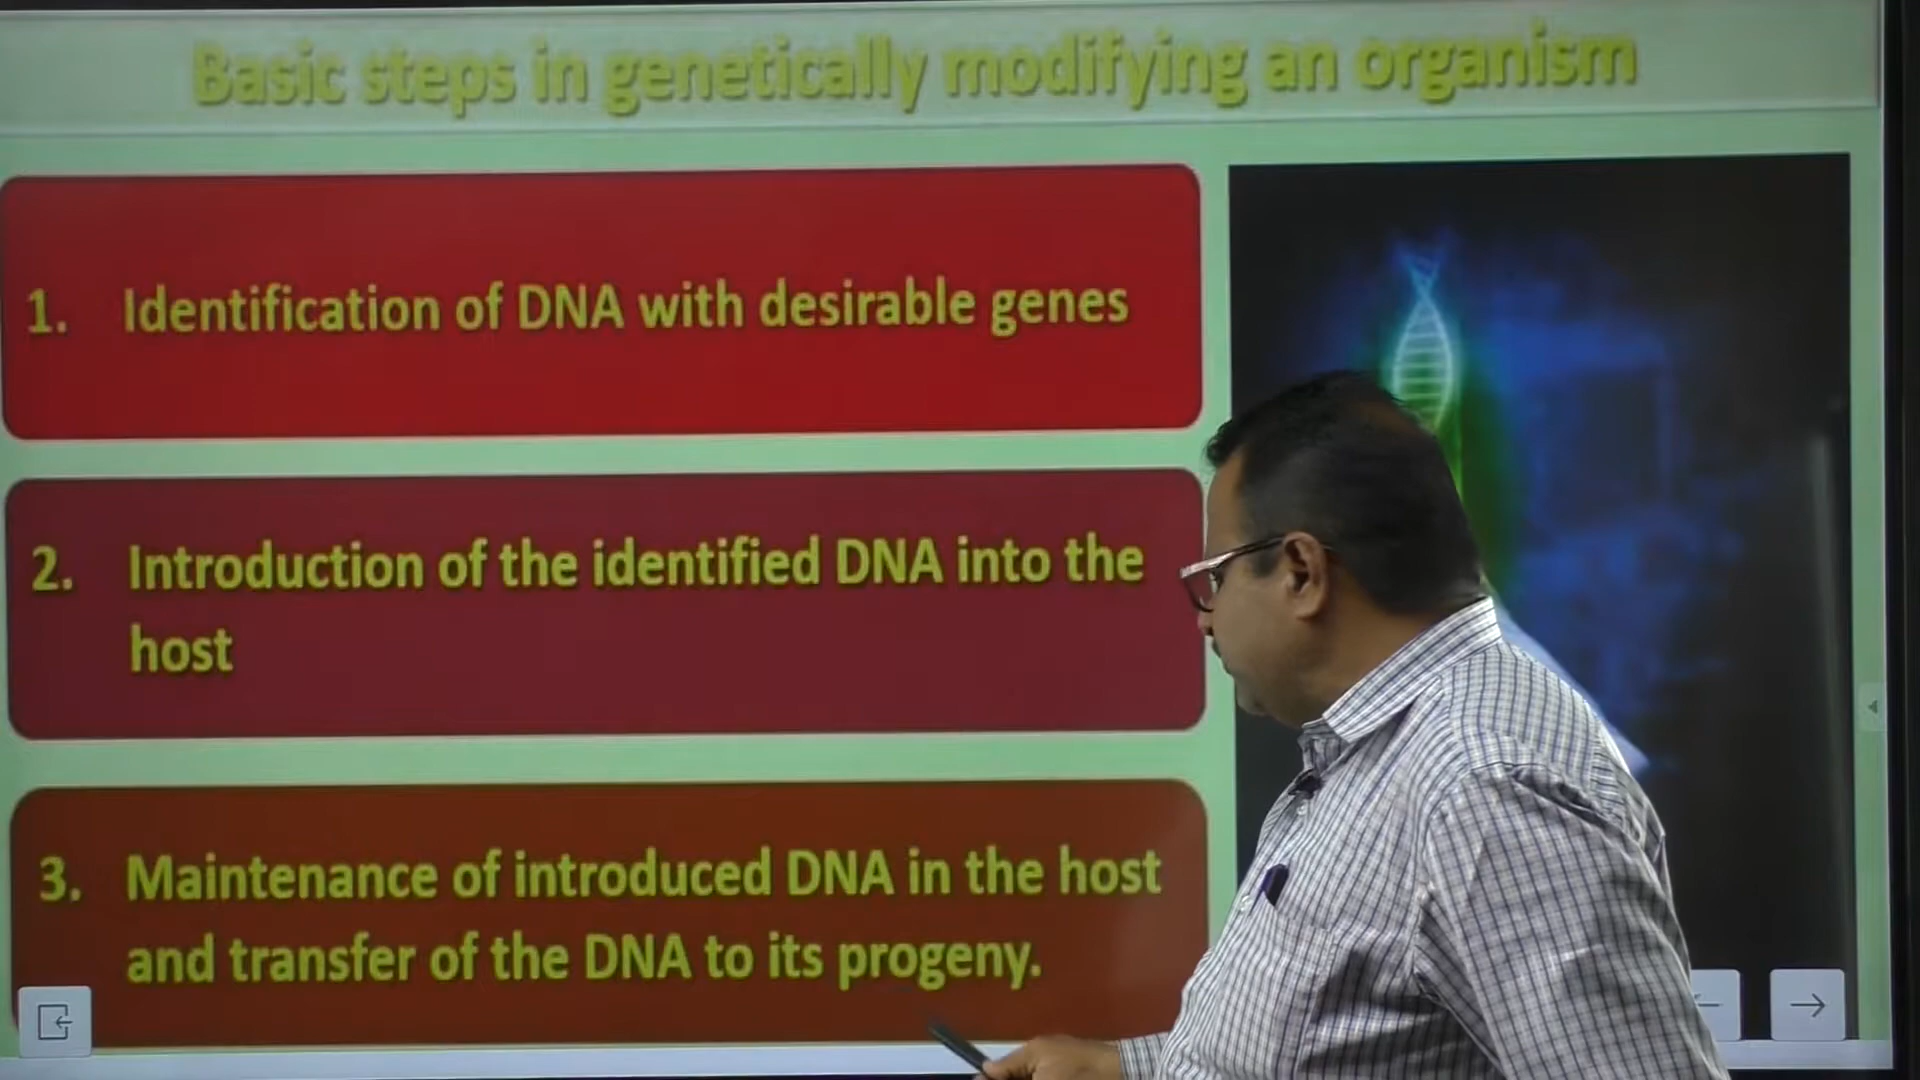 Basic steps in genetically modifying an organism
1. Identification of DNA with desirable genes
2. Introduction of the identified DNA into the
host
3. Maintenance of introduced DNA in the host
and transfer of the DNA to its progeny.